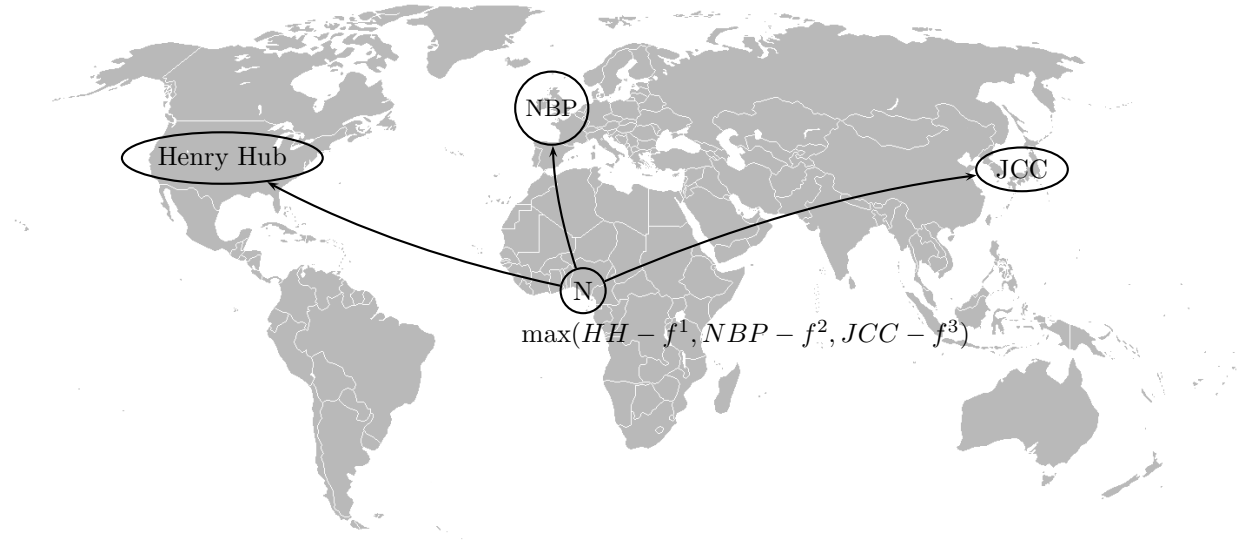 NBP
Henry Hub
JCC
N
max(HH − f¹, NBP − f², JCC − f³)